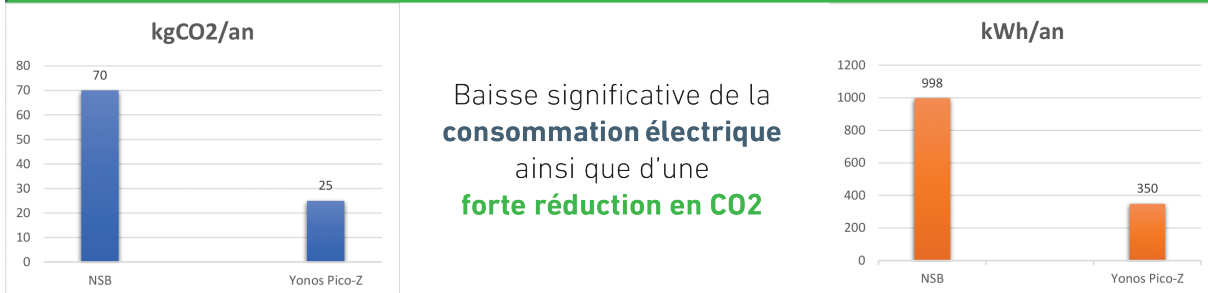 kgCO2/an
80
70
60
50
40
30
20
10
0
70
25
NSB
Yonos Pico-Z
Baisse significative de la
consommation électrique
ainsi que d'une
forte réduction en CO2
kWh/an
1200
1000
800
600
400
200
0
998
350
NSB
Yonos Pico-Z